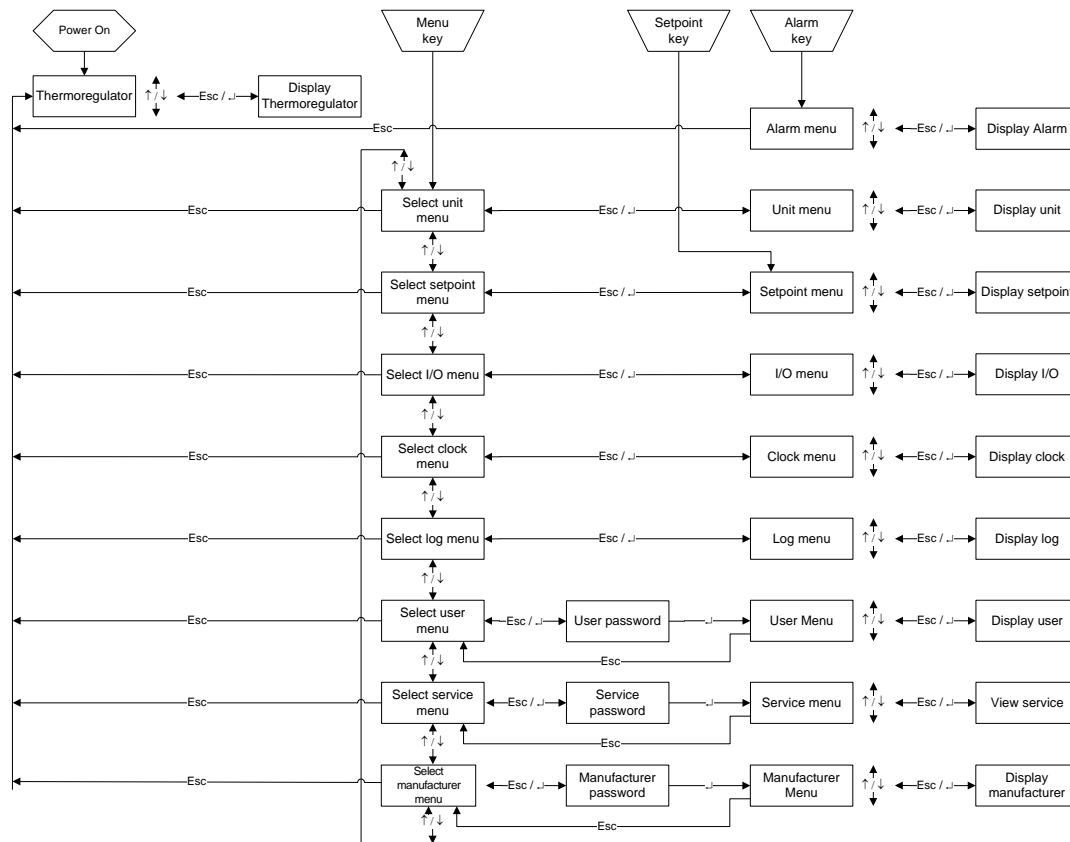 Power On
Menu
key
Setpoint
key
Alarm
key
Thermoregulator
↑/↓
Esc / ↵
Display
Thermoregulator
Esc
Alarm menu
↑/↓
Esc / ↵
Display Alarm
↑/↓
Esc
Select unit
menu
Esc / ↵
Unit menu
↑/↓
Esc / ↵
Display unit
↑/↓
Esc
Select setpoint
menu
Esc / ↵
Setpoint menu
↑/↓
Esc / ↵
Display setpoint
↑/↓
Esc
Select I/O menu
Esc / ↵
I/O menu
↑/↓
Esc / ↵
Display I/O
↑/↓
Esc
Select clock
menu
Esc / ↵
Clock menu
↑/↓
Esc / ↵
Display clock
↑/↓
Esc
Select log menu
Esc / ↵
Log menu
↑/↓
Esc / ↵
Display log
↑/↓
Esc
Select user
menu
Esc / ↵
User password
↵
User Menu
↑/↓
Esc / ↵
Display user
Esc
↑/↓
Esc
Select service
menu
Esc / ↵
Service
password
↵
Service menu
↑/↓
Esc / ↵
View service
Esc
↑/↓
Esc
Select
manufacturer
menu
Esc / ↵
Manufacturer
password
↵
Manufacturer
Menu
↑/↓
Esc / ↵
Display
manufacturer
Esc
↑/↓